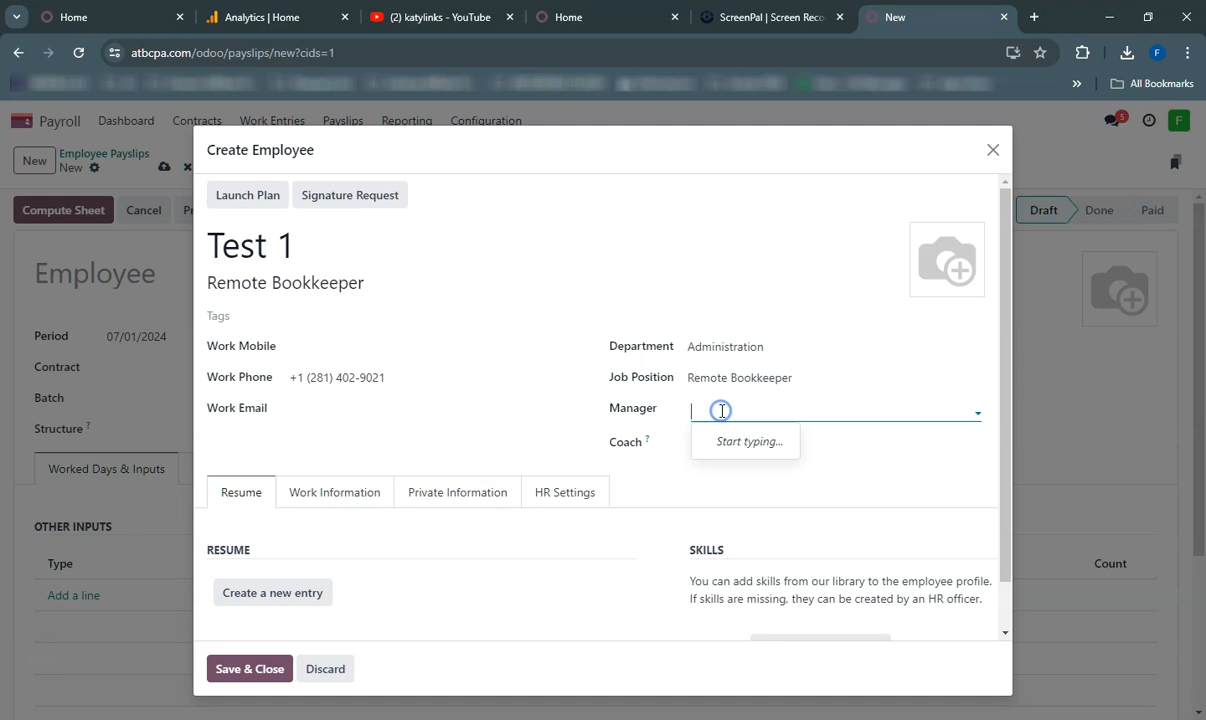 Home
Analytics | Home
(2) katylinks - YouTube
Home
ScreenPal | Screen Reco
New
atbcpa.com/odoo/payslips/new?cids=1
F
All Bookmarks
Payroll Dashboard Contracts Work Entries Payslips Reporting Configuration
5
F
New
Employee Payslips
New
Compute Sheet Cancel
Draft Done Paid
Employee
Period 07/01/2024
Contract
Batch
Structure ?
Worked Days & Inputs
OTHER INPUTS
Type Count
Add a line
Create Employee
Launch Plan Signature Request
Test 1
Remote Bookkeeper
Tags
Work Mobile
Work Phone +1 (281) 402-9021
Work Email
Department Administration
Job Position Remote Bookkeeper
Manager
Coach ?
Start typing...
Resume Work Information Private Information HR Settings
RESUME
Create a new entry
SKILLS
You can add skills from our library to the employee profile.
If skills are missing, they can be created by an HR officer.
Save & Close Discard